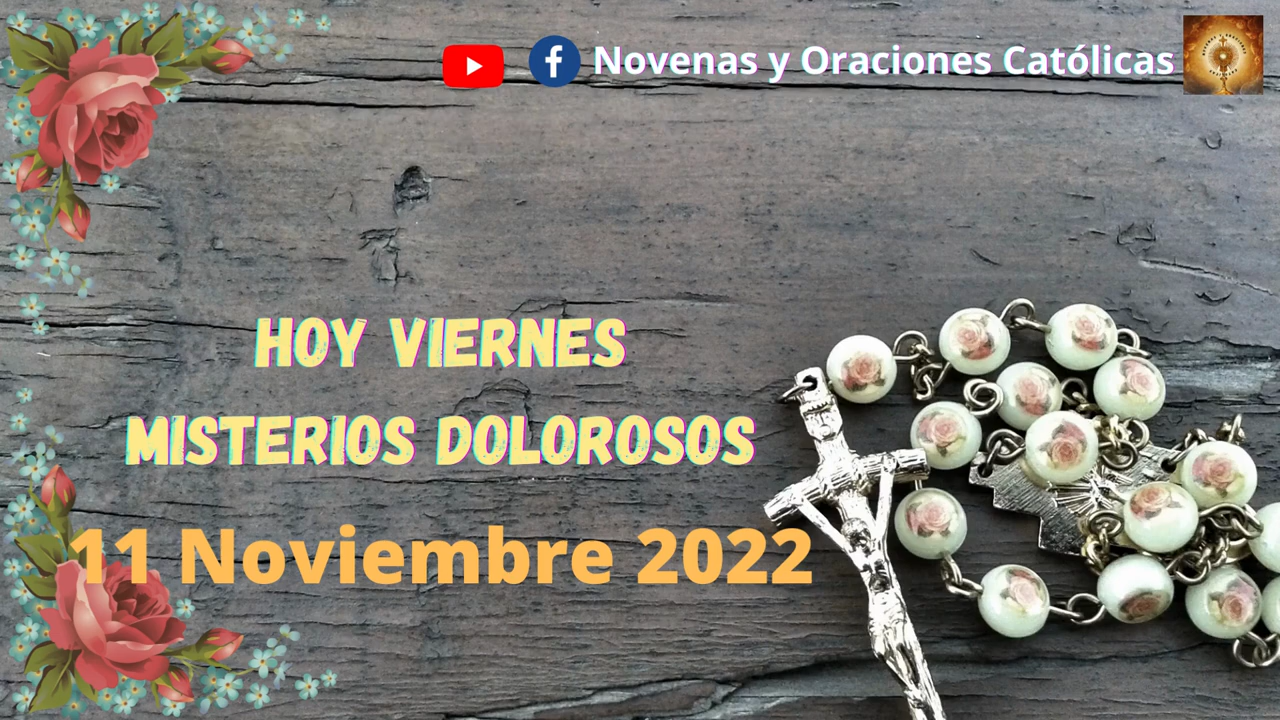 Novenas y Oraciones Católicas
HOY VIERNES
MISTERIOS DOLOROSOS
11 Noviembre 2022